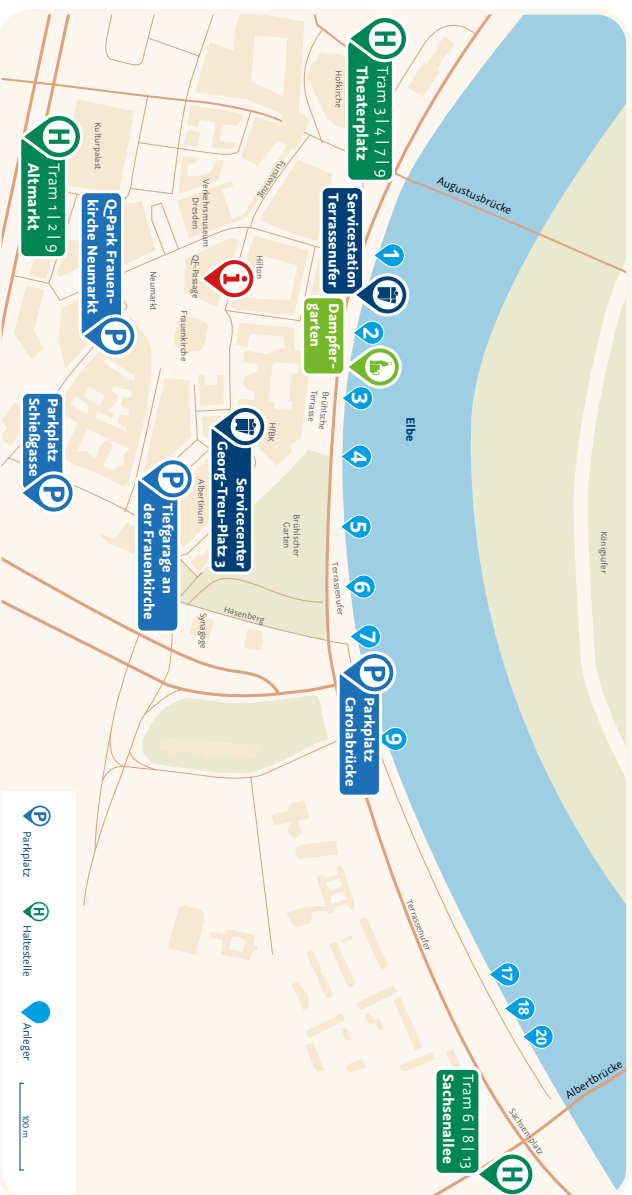 Königsufer
Augustusbrücke
Albertbrücke
Elbe
H
Tram 3 | 4 | 7 | 9
Theaterplatz
Hofkirche
Servicestation
Terrassenufer
1
2
3
4
5
6
7
9
17
18
20
Dampfer-
garten
Brühlsche
Terrasse
Terrassenufer
P
Parkplatz
Carolabrücke
Terrassenufer
Sachsenplatz
H
Tram 6 | 8 | 13
Sachsenallee
Fürstenzug
Hilton
i
QF-Passage
Verkehrsmuseum
Dresden
Frauenkirche
Neumarkt
HfBK
Servicecenter
Georg-Treu-Platz 3
Albertinum
Brühlscher
Garten
Hasenberg
Synagoge
P
Tiefgarage an
der Frauenkirche
Kulturpalast
H
Tram 1 | 2 | 9
Altmarkt
Q-Park Frauen-
kirche Neumarkt
P
Parkplatz
Schießgasse
P
P
Parkplatz
H
Haltestelle
Anleger
100 m